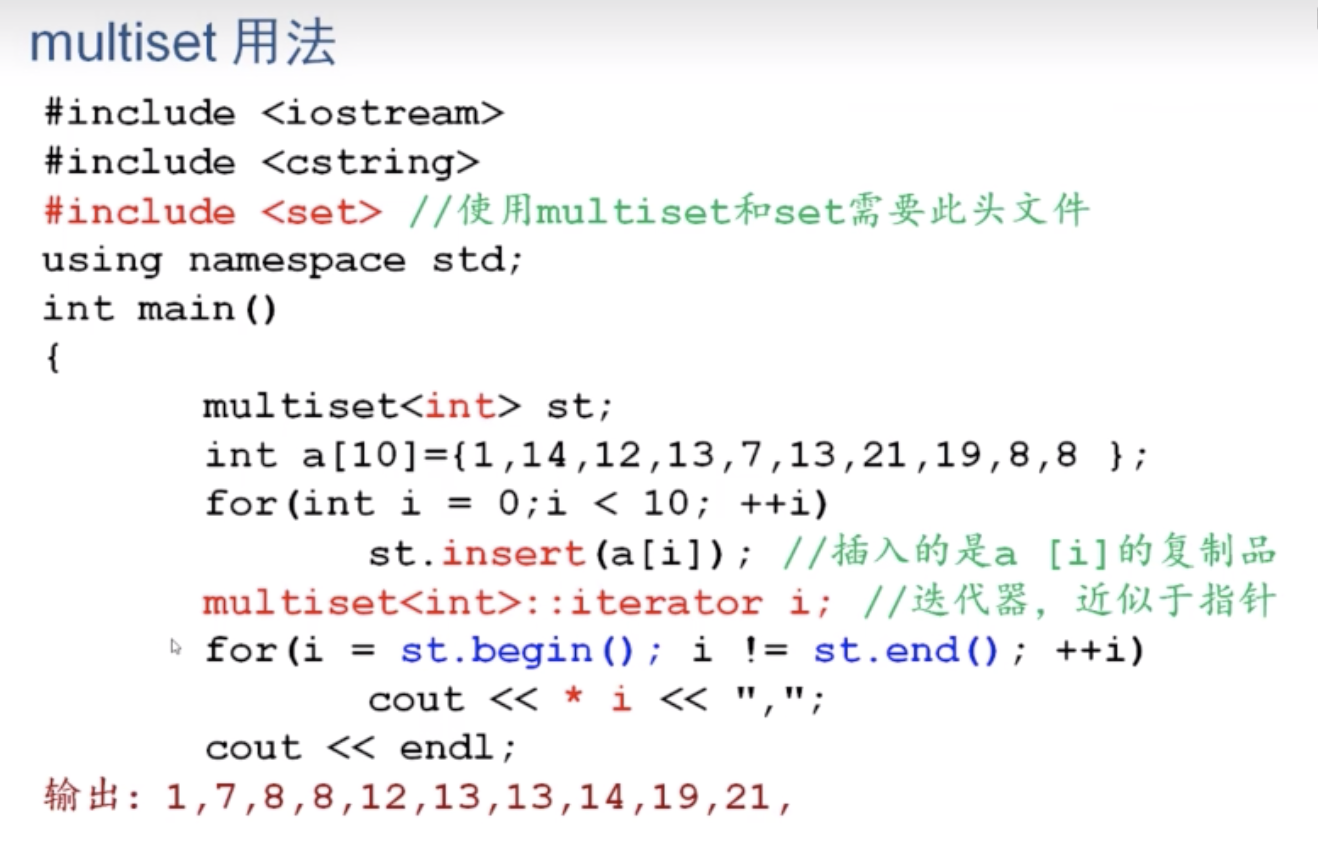 multiset 用法
#include <iostream>
#include <cstring>
#include <set> //使用multiset和set需要此头文件
using namespace std;
int main()
{
multiset<int> st;
int a[10]={1,14,12,13,7,13,21,19,8,8 };
for(int i = 0;i < 10; ++i)
st.insert(a[i]); //插入的是a [i]的复制品
multiset<int>::iterator i; //迭代器，近似于指针
for(i = st.begin(); i != st.end(); ++i)
cout << * i << ",";
cout << endl;
输出: 1,7,8,8,12,13,13,14,19,21,